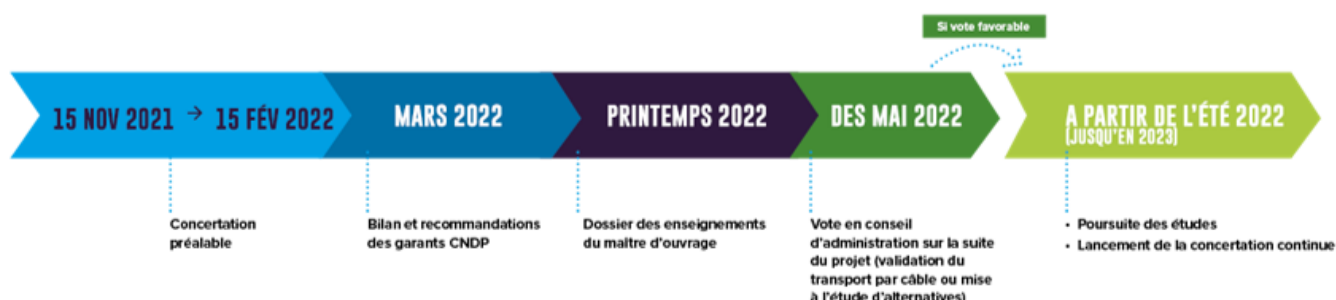 Si vote favorable
15 NOV 2021 → 15 FÉV 2022
MARS 2022
PRINTEMPS 2022
DES MAI 2022
A PARTIR DE L'ÉTÉ 2022
(JUSQU'EN 2023)
Concertation
préalable
Bilan et recommandations
des garants CNDP
Dossier des enseignements
du maître d'ouvrage
Vote en conseil
d'administration sur la suite
du projet (validation du
transport par câble ou mise
à l'étude d'alternatives)
• Poursuite des études
• Lancement de la concertation continue